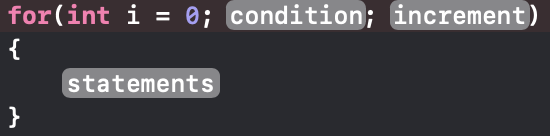 for(int i = 0; condition; increment)
{
statements
}